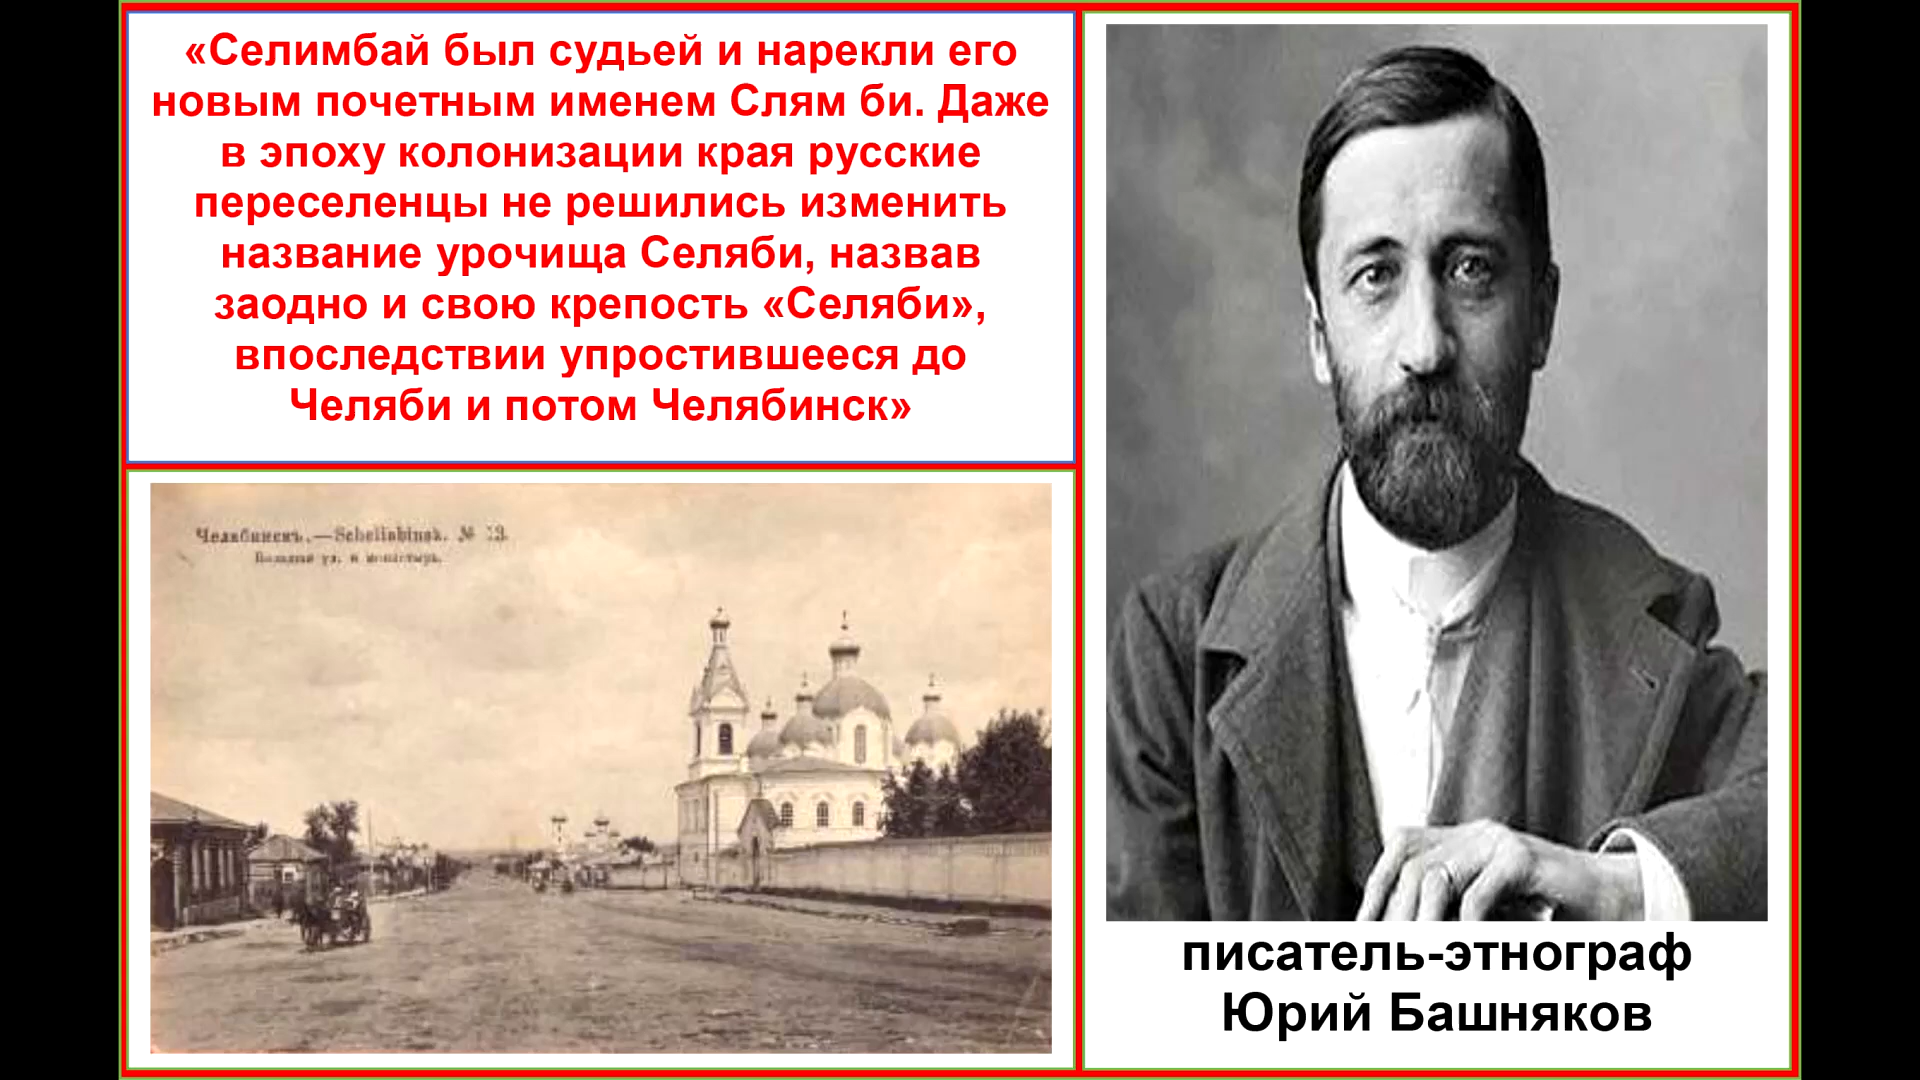 «Селимбай был судьей и нарекли его
новым почетным именем Слям би. Даже
в эпоху колонизации края русские
переселенцы не решились изменить
название урочища Селяби, назвав
заодно и свою крепость «Селяби»,
впоследствии упростившееся до
Челяби и потом Челябинск»
Челябинскъ.—Scheliabinsk. № 13.
ул. и монастырь.
писатель-этнограф
Юрий Башняков